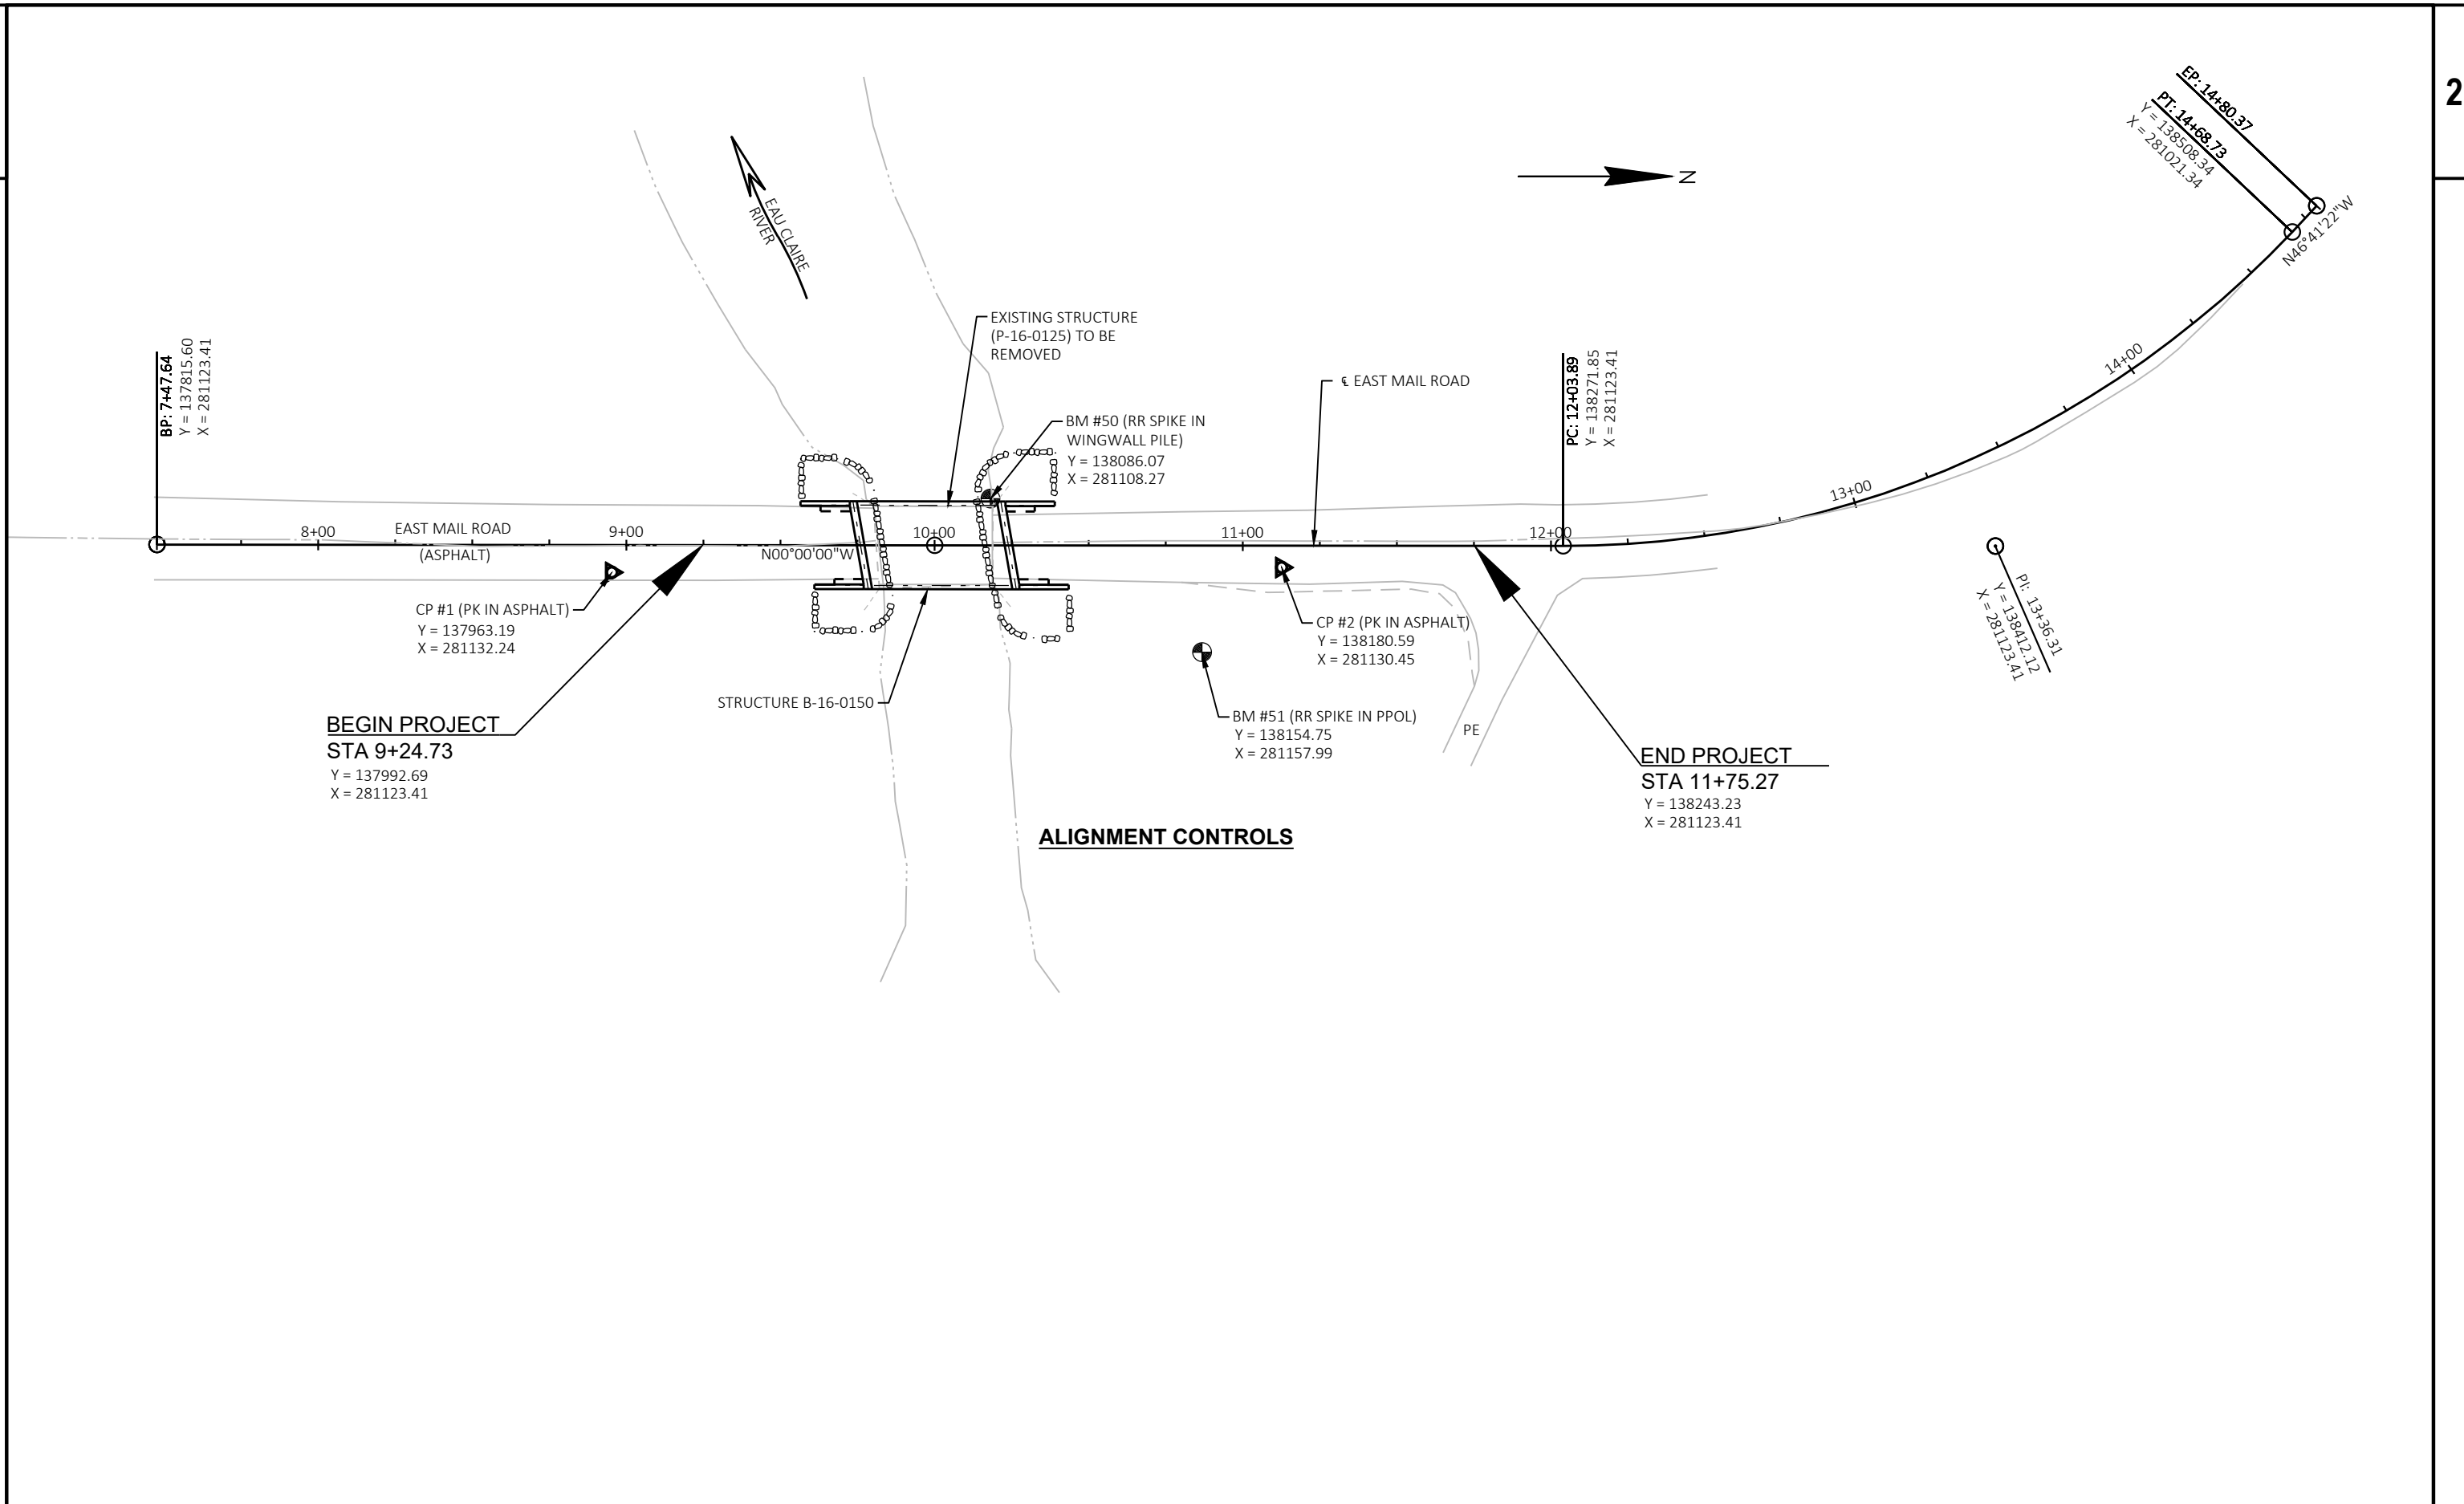 2
EP: 14+80.37
PT: 14+68.73
Y = 138508.34
X = 281021.34
N46°41'22"W
N
EAU CLAIRE
RIVER
EXISTING STRUCTURE
(P-16-0125) TO BE
REMOVED
BP: 7+47.64
Y = 137815.60
X = 281123.41
PC: 12+03.89
Y = 138271.85
X = 281123.41
℄ EAST MAIL ROAD
BM #50 (RR SPIKE IN
WINGWALL PILE)
Y = 138086.07
X = 281108.27
8+00
EAST MAIL ROAD
(ASPHALT)
9+00
N00°00'00"W
10+00
11+00
12+00
13+00
14+00
PI: 13+36.31
Y = 138412.12
X = 281123.41
CP #1 (PK IN ASPHALT)
Y = 137963.19
X = 281132.24
CP #2 (PK IN ASPHALT)
Y = 138180.59
X = 281130.45
STRUCTURE B-16-0150
BM #51 (RR SPIKE IN PPOL)
Y = 138154.75
X = 281157.99
PE
BEGIN PROJECT
STA 9+24.73
Y = 137992.69
X = 281123.41
END PROJECT
STA 11+75.27
Y = 138243.23
X = 281123.41
ALIGNMENT CONTROLS